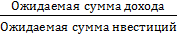 Ожидаемая сумма дохода
Ожидаемая сумма нвестиций